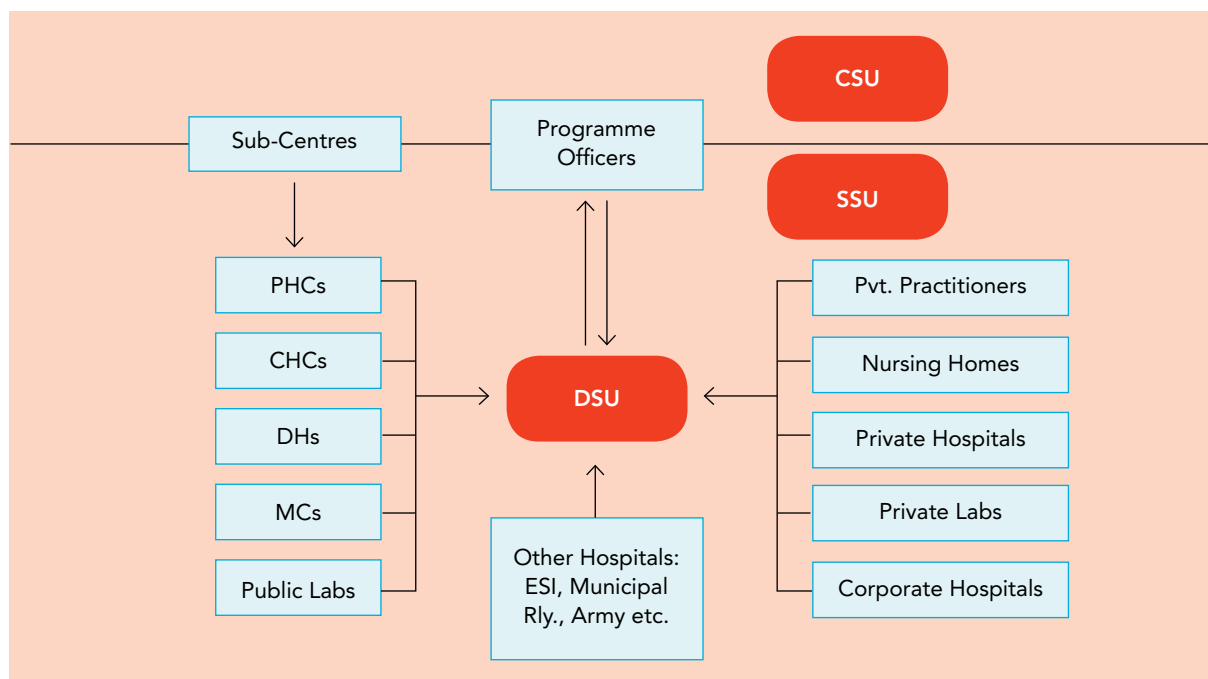 CSU
Sub-Centres
Programme
Officers
SSU
PHCs
CHCs
DHs
MCs
Public Labs
DSU
Other Hospitals:
ESI, Municipal
Rly., Army etc.
Pvt. Practitioners
Nursing Homes
Private Hospitals
Private Labs
Corporate Hospitals